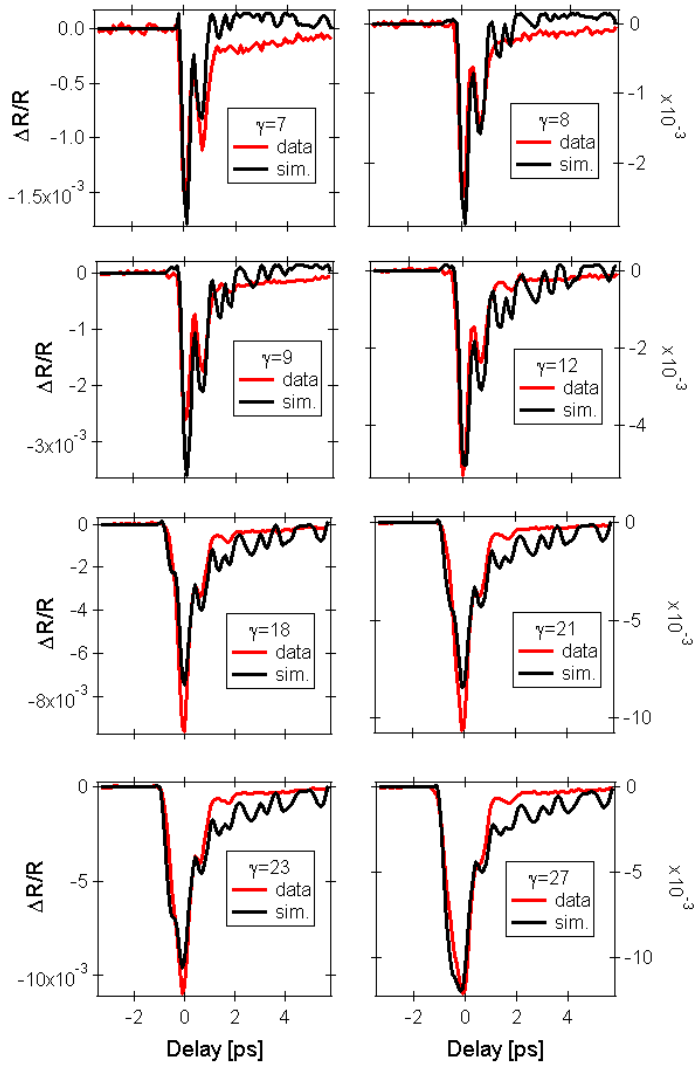 0.0
-0.5
-1.0
-1.5x10-3
ΔR/R
γ=7
data
sim.
0
-1
-2
x10-3
γ=8
data
sim.
0
-1
-2
-3x10-3
ΔR/R
γ=9
data
sim.
0
-2
-4
x10-3
γ=12
data
sim.
0
-2
-4
-6
-8x10-3
ΔR/R
γ=18
data
sim.
0
-5
-10
x10-3
γ=21
data
sim.
0
-5
-10x10-3
ΔR/R
γ=23
data
sim.
0
-5
-10
x10-3
γ=27
data
sim.
-2 0 2 4
Delay [ps]
-2 0 2 4
Delay [ps]